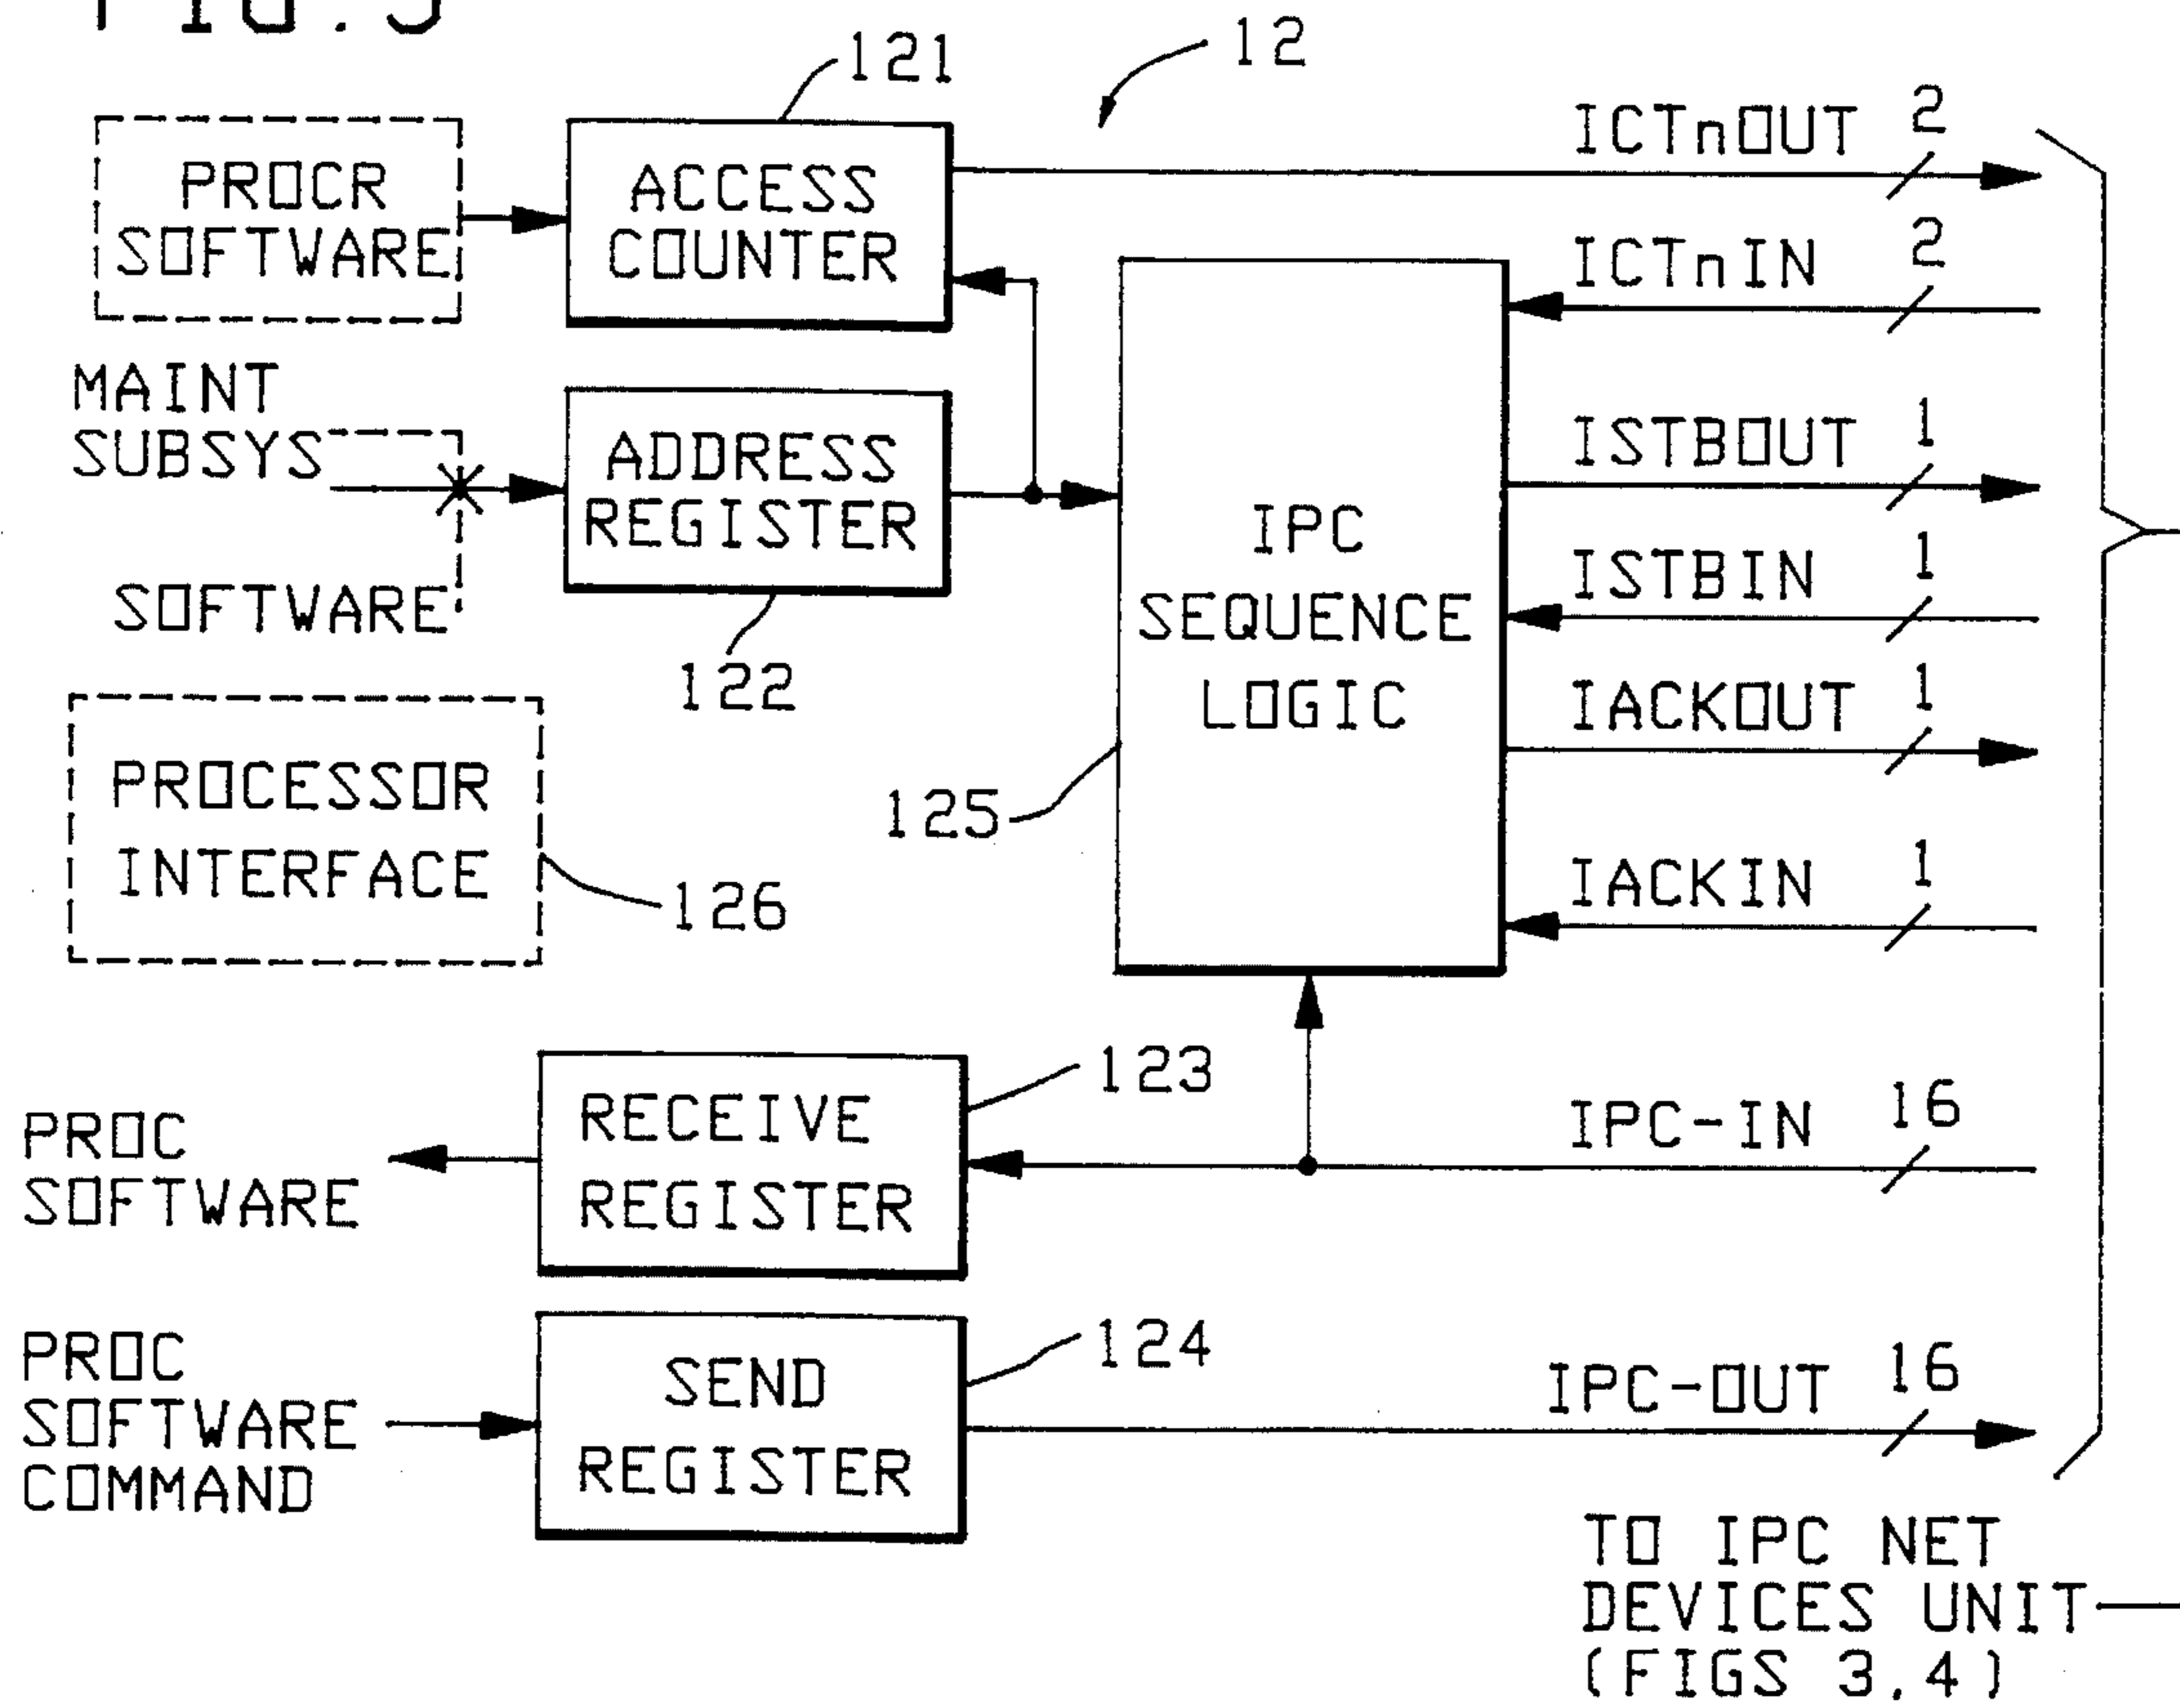 FIG.5
121
12
PROCR
SOFTWARE
ACCESS
COUNTER
ICTnOUT 2
ICTnIN 2
MAINT
SUBSYS
SOFTWARE
ADDRESS
REGISTER
122
IPC
SEQUENCE
LOGIC
125
ISTBOUT 1
ISTBIN 1
IACKOUT 1
IACKIN 1
PROCESSOR
INTERFACE
126
PROC
SOFTWARE
RECEIVE
REGISTER
123
IPC-IN 16
PROC
SOFTWARE
COMMAND
SEND
REGISTER
124
IPC-OUT 16
TO IPC NET
DEVICES UNIT
(FIGS 3,4)